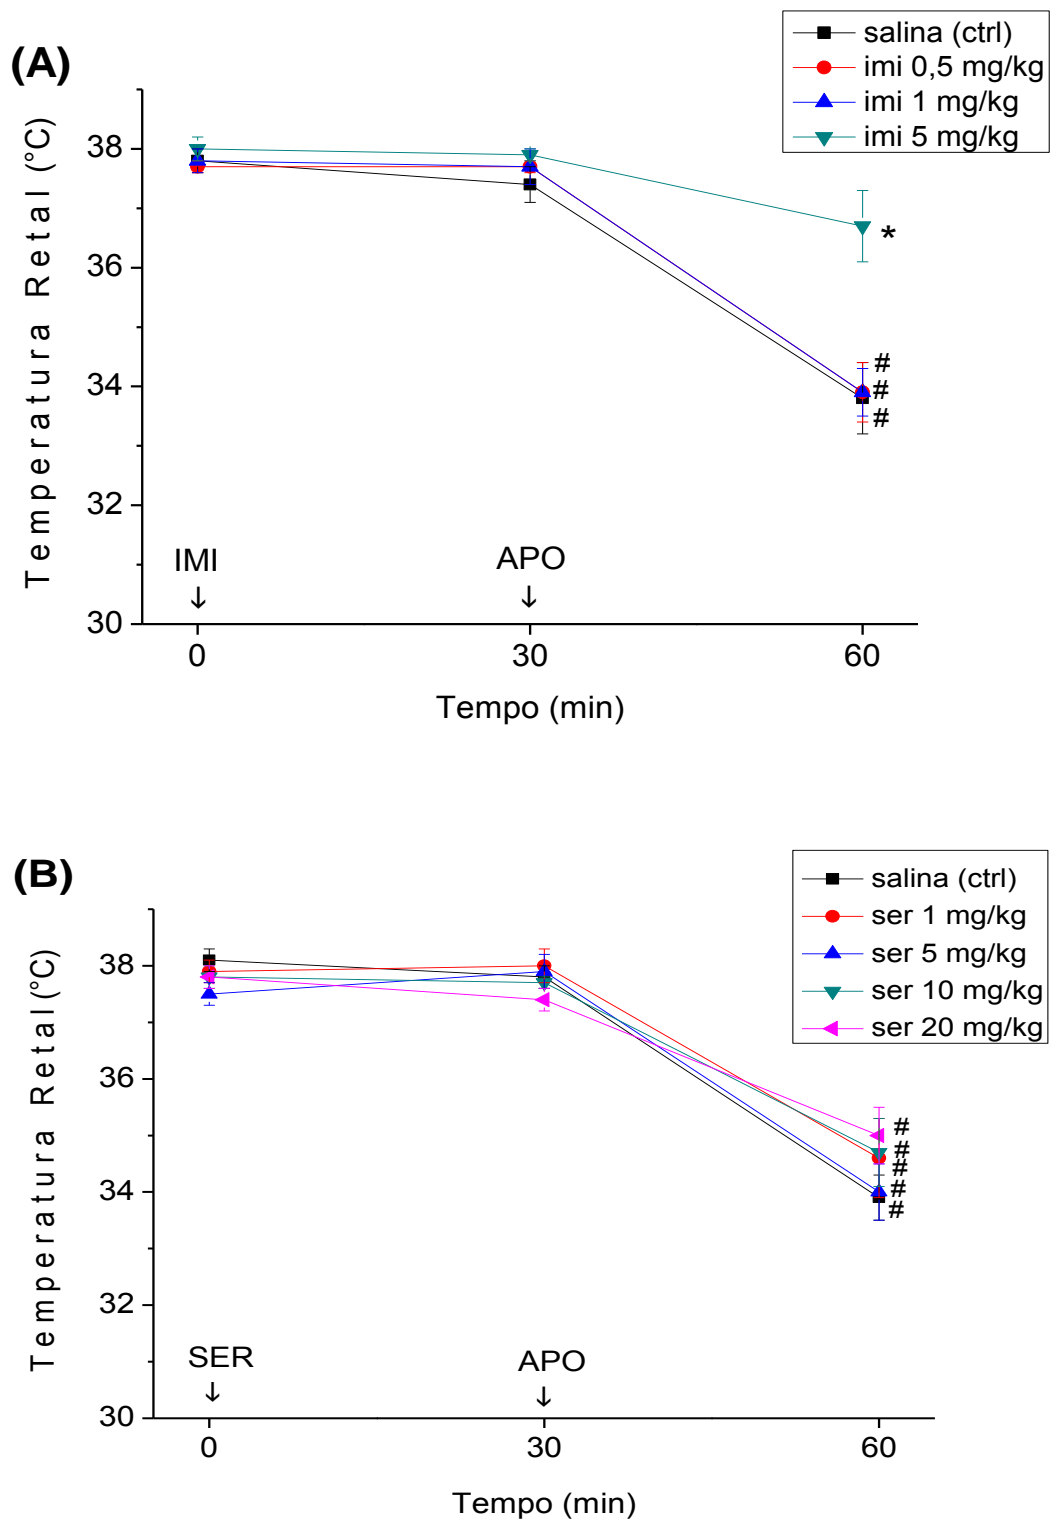 (A)
salina (ctrl)
imi 0,5 mg/kg
imi 1 mg/kg
imi 5 mg/kg
Temperatura Retal (°C)
38
36
34
32
30
*
#
#
#
IMI
↓
APO
↓
0
30
60
Tempo (min)
(B)
salina (ctrl)
ser 1 mg/kg
ser 5 mg/kg
ser 10 mg/kg
ser 20 mg/kg
Temperatura Retal (°C)
38
36
34
32
30
#
#
#
#
#
SER
↓
APO
↓
0
30
60
Tempo (min)